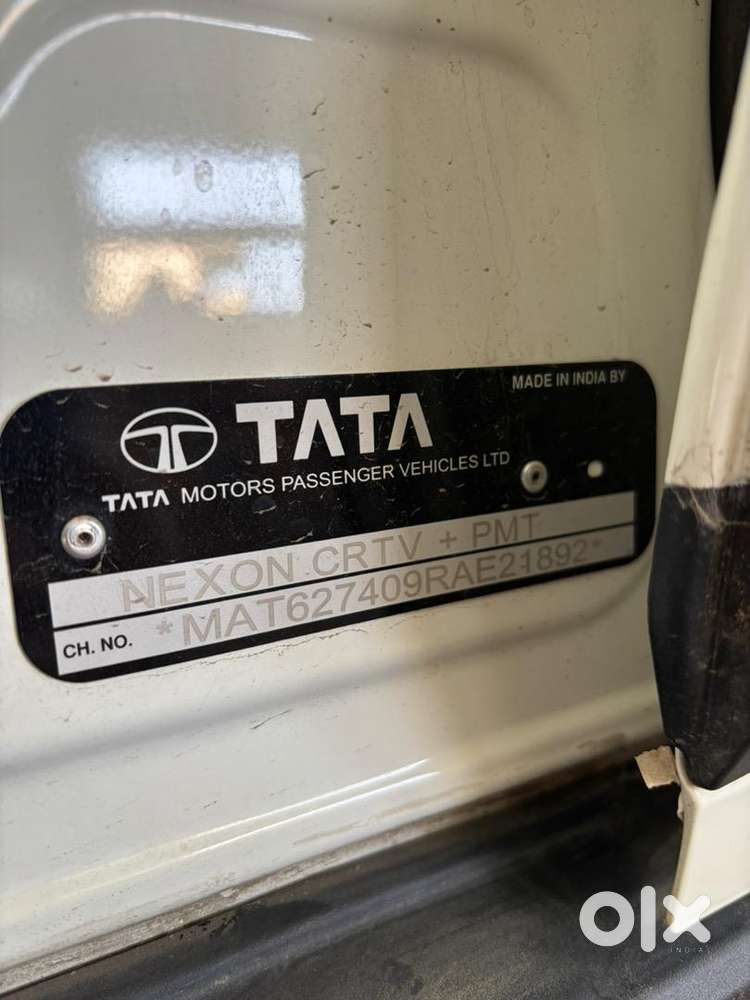 MADE IN INDIA BY
TATA
TATA MOTORS PASSENGER VEHICLES LTD
NEXON CRTV + PMT
CH. NO. *MAT627409RAE21892*
olx
INDIA